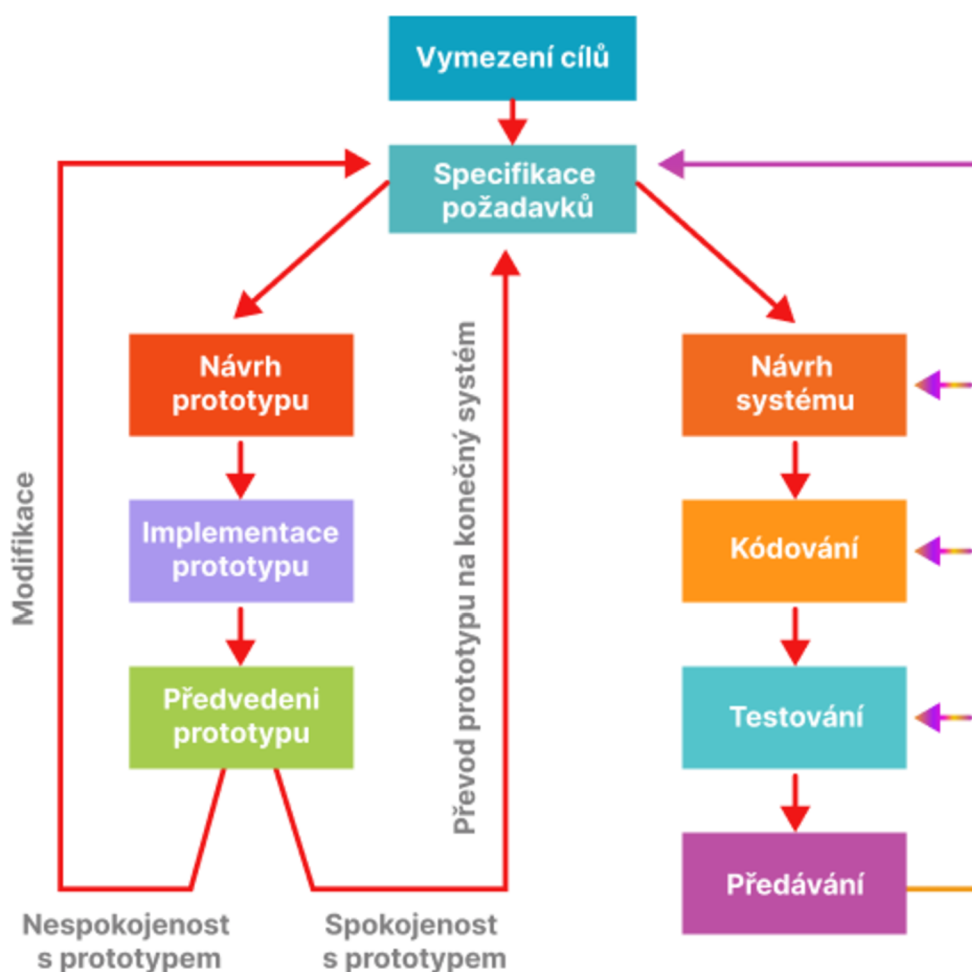 Vymezení cílů
Specifikace
požadavků
Návrh
prototypu
Implementace
prototypu
Předvedeni
prototypu
Modifikace
Nespokojenost
s prototypem
Spokojenost
s prototypem
Převod prototypu na konečný systém
Návrh
systému
Kódování
Testování
Předávání